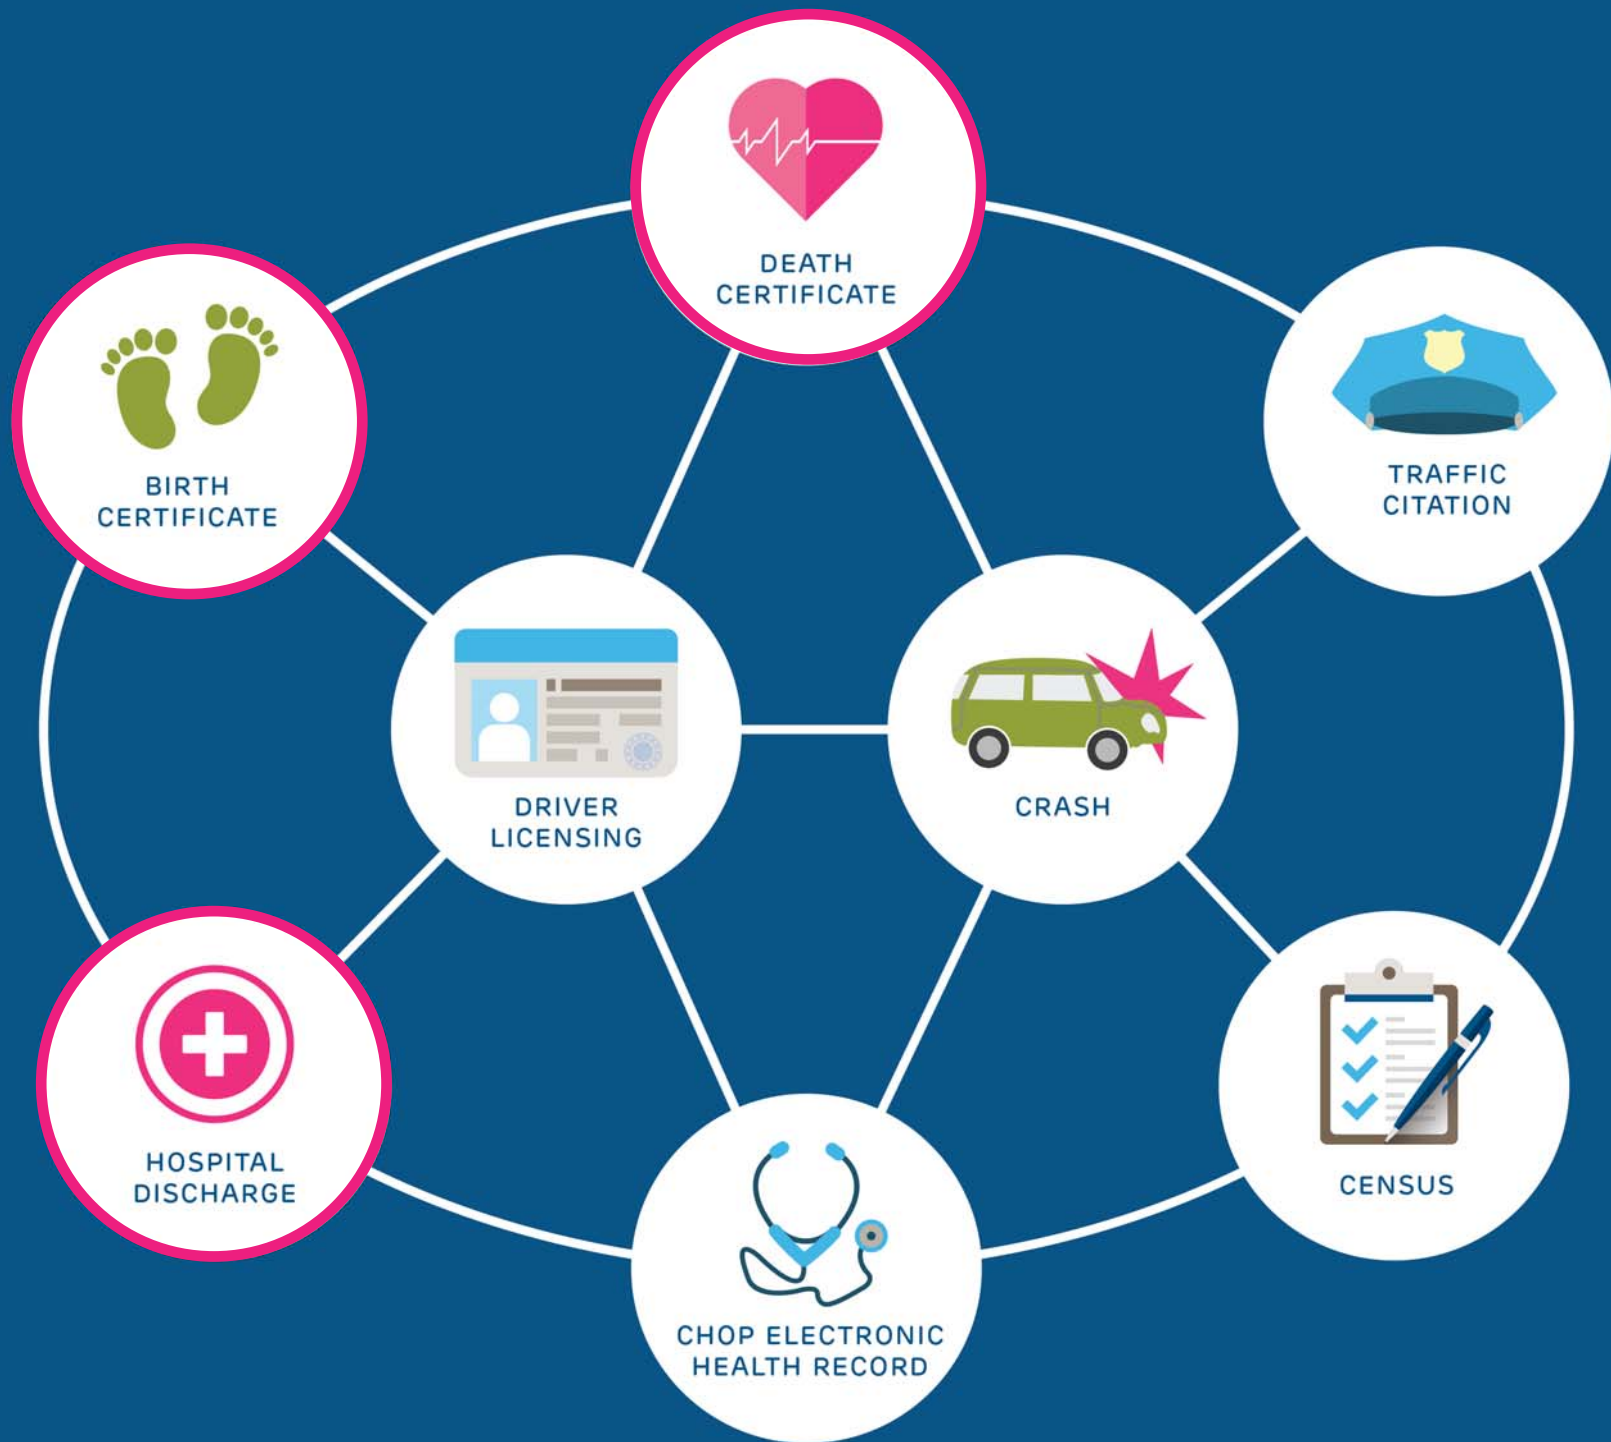 DEATH
CERTIFICATE
BIRTH
CERTIFICATE
TRAFFIC
CITATION
DRIVER
LICENSING
CRASH
HOSPITAL
DISCHARGE
CENSUS
CHOP ELECTRONIC
HEALTH RECORD